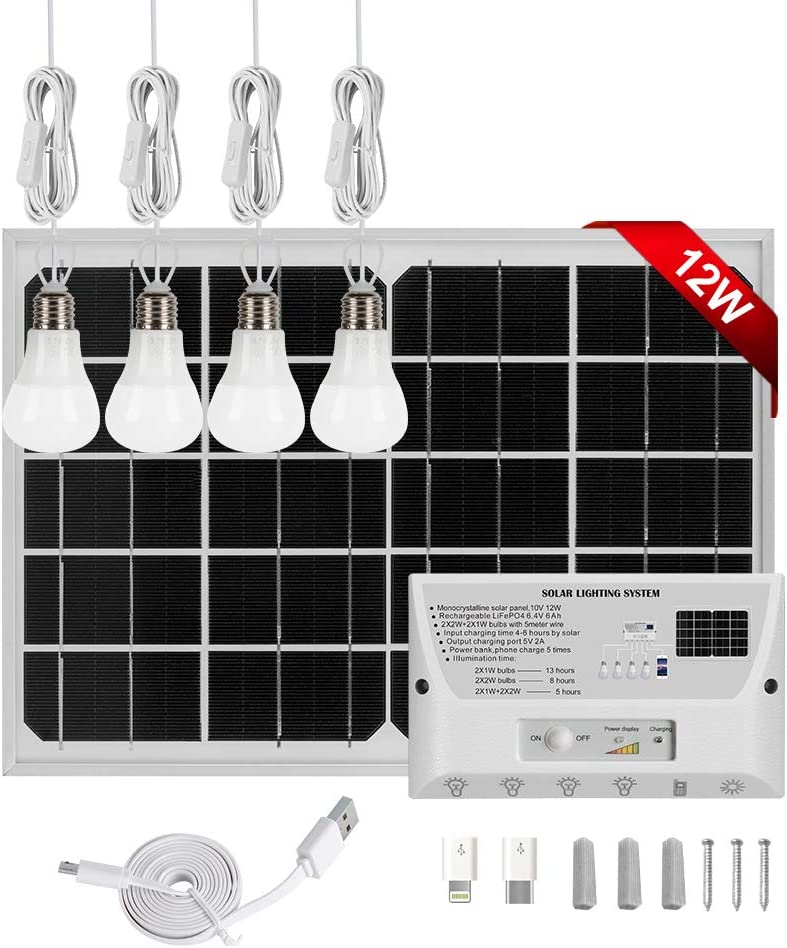 12W
SOLAR LIGHTING SYSTEM
• Monocrystalline solar panel,10V 12W
• Rechargeable LiFePO4 6.4V 6Ah
• 2X2W+2X1W bulbs with 5meter wire
• Input charging time 4-6 hours by solar
• Output charging port 5V 2A
• Power bank,phone charge 5 times
• Illumination time:
2X1W bulbs — 13 hours
2X2W bulbs — 8 hours
2X1W+2X2W — 5 hours
ON OFF Power display Charging